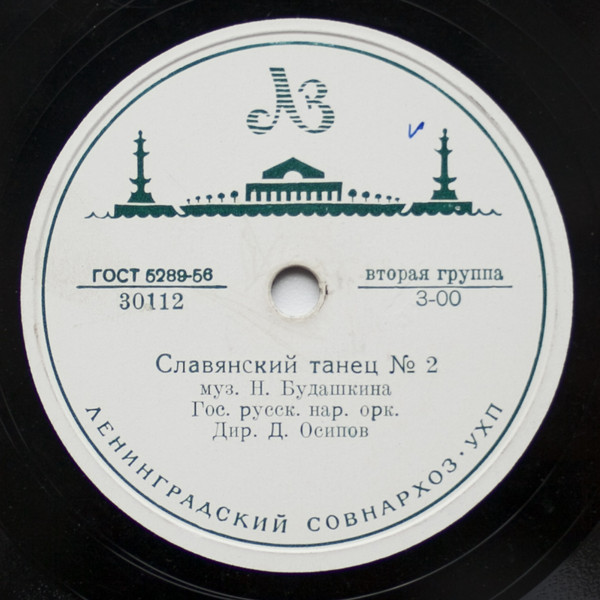 ЛЗ
ГОСТ 5289-56
30112
вторая группа
3-00
Славянский танец № 2
муз. Н. Будашкина
Гос. русск. нар. орк.
Дир. Д. Осипов
ЛЕНИНГРАДСКИЙ СОВНАРХОЗ·УХП